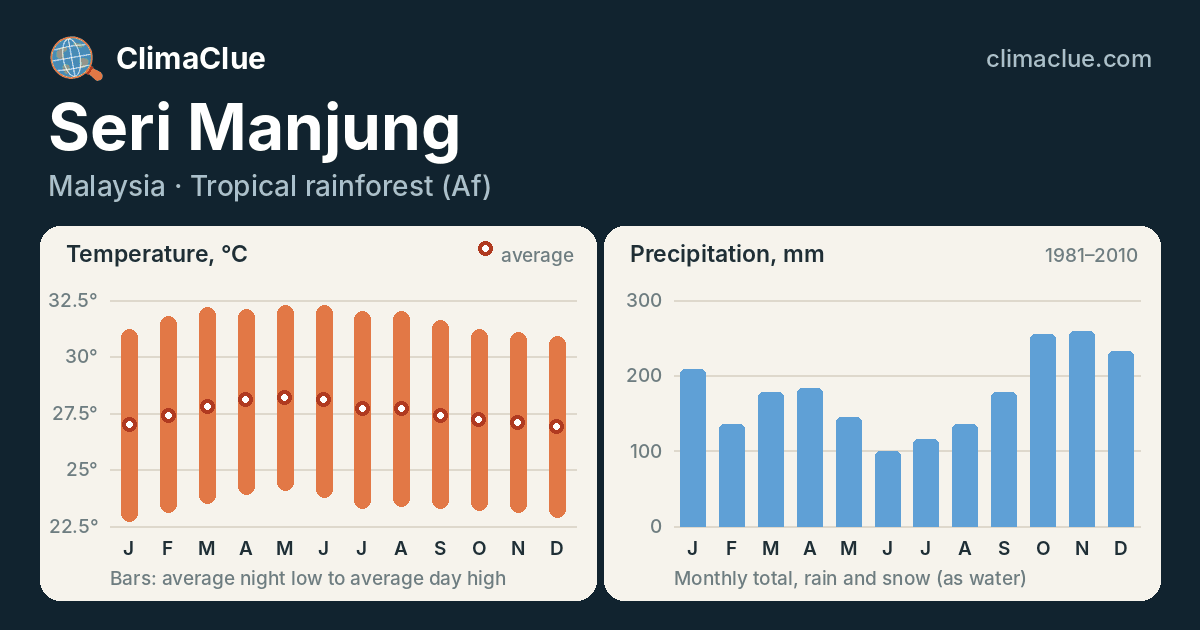 ClimaClue
climaclue.com
Seri Manjung
Malaysia · Tropical rainforest (Af)
Temperature, °C
average
32.5°
30°
27.5°
25°
22.5°
J F M A M J J A S O N D
Bars: average night low to average day high
Precipitation, mm
1981–2010
300
200
100
0
J F M A M J J A S O N D
Monthly total, rain and snow (as water)